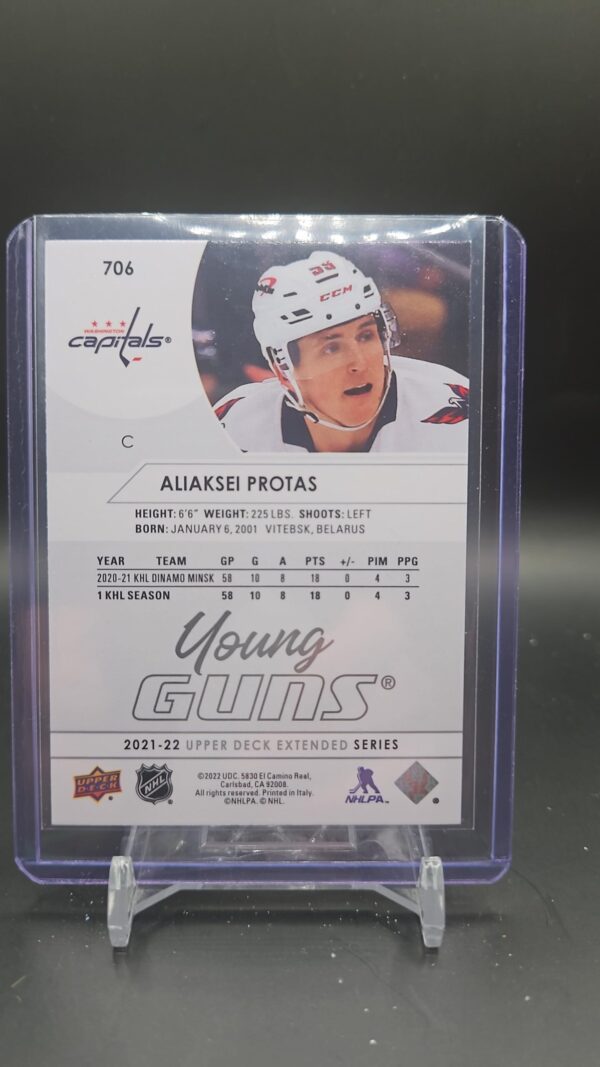 706
59
CCM
WASHINGTON
capitals®
C
ALIAKSEI PROTAS
HEIGHT: 6'6" WEIGHT: 225 LBS. SHOOTS: LEFT
BORN: JANUARY 6, 2001 VITEBSK, BELARUS
YEAR TEAM GP G A PTS +/- PIM PPG
2020-21 KHL DINAMO MINSK 58 10 8 18 0 4 3
1 KHL SEASON 58 10 8 18 0 4 3
Young
GUNS®
2021-22 UPPER DECK EXTENDED SERIES
UPPER DECK
NHL
©2022 UDC. 5830 El Camino Real,
Carlsbad, CA 92008.
All rights reserved. Printed in Italy.
©NHLPA. © NHL.
NHLPA™
®